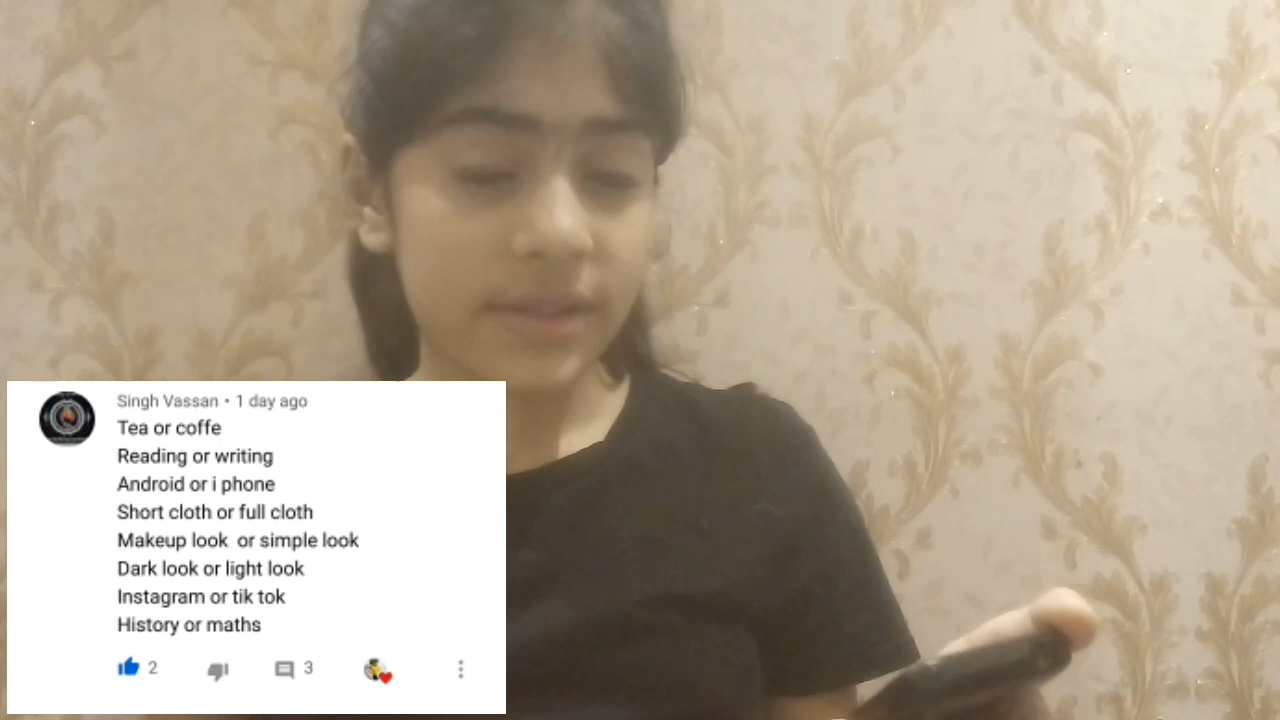 Singh Vassan • 1 day ago
Tea or coffe
Reading or writing
Android or i phone
Short cloth or full cloth
Makeup look  or simple look
Dark look or light look
Instagram or tik tok
History or maths
2
3